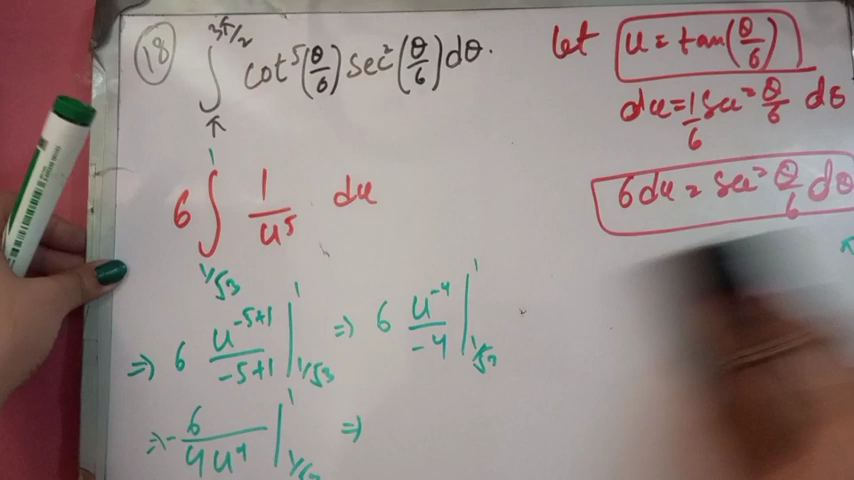 (18) ∫_π^{3π/2} cot⁵(θ/6) sec²(θ/6) dθ.
let u = tan(θ/6)
du = 1/6 sec² θ/6 dθ
6du = sec² θ/6 dθ
6 ∫_{1/√3}^{1} 1/u⁵ du
⇒ 6 u^{-5+1}/-5+1 |_{1/√3}^{1} ⇒ 6 u^{-4}/-4 |_{1/√3}^{1}
⇒ -6/4u⁴ |_{1/√3}^{1} ⇒